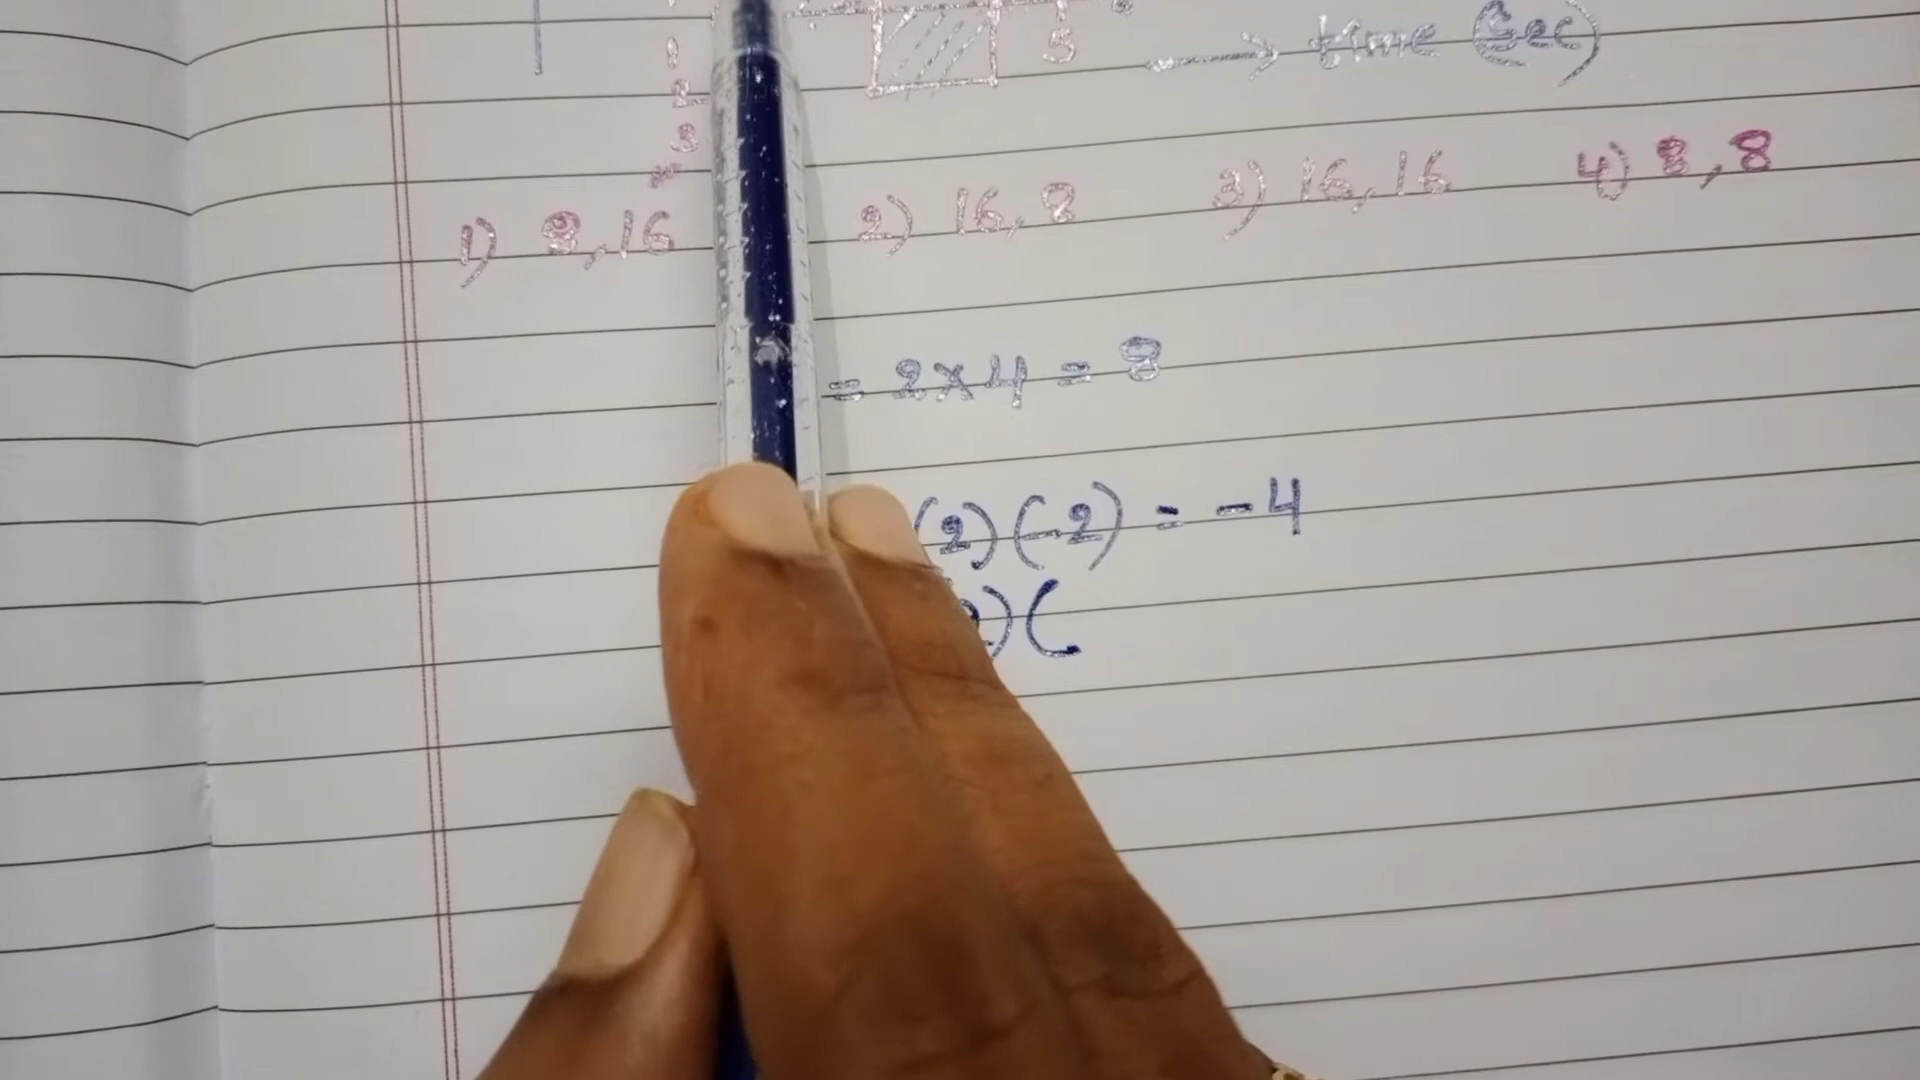 1
2
3
5
time (Sec)
1) 8,16 2) 16,8 3) 16,16 4) 8,8
= 2×4 = 8
(2)(-2) = -4
2)(